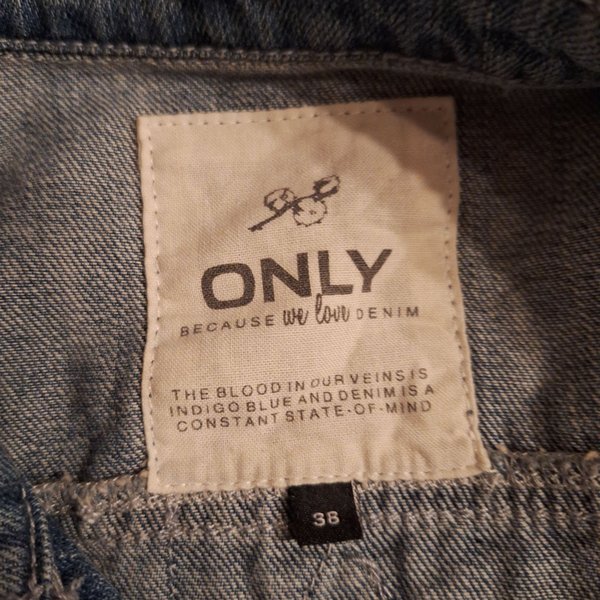 ONLY
BECAUSE we love DENIM
THE BLOOD IN OUR VEINS IS
INDIGO BLUE AND DENIM IS A
CONSTANT STATE-OF-MIND
38